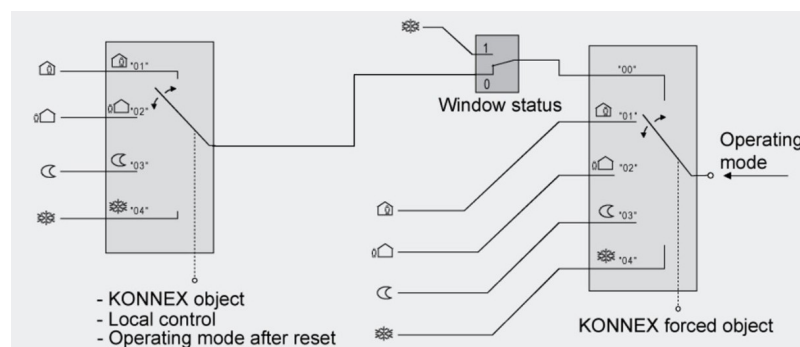 "01"
"02"
"03"
"04"
- KONNEX object
- Local control
- Operating mode after reset
1
0
Window status
"00"
"01"
"02"
"03"
"04"
Operating
mode
KONNEX forced object